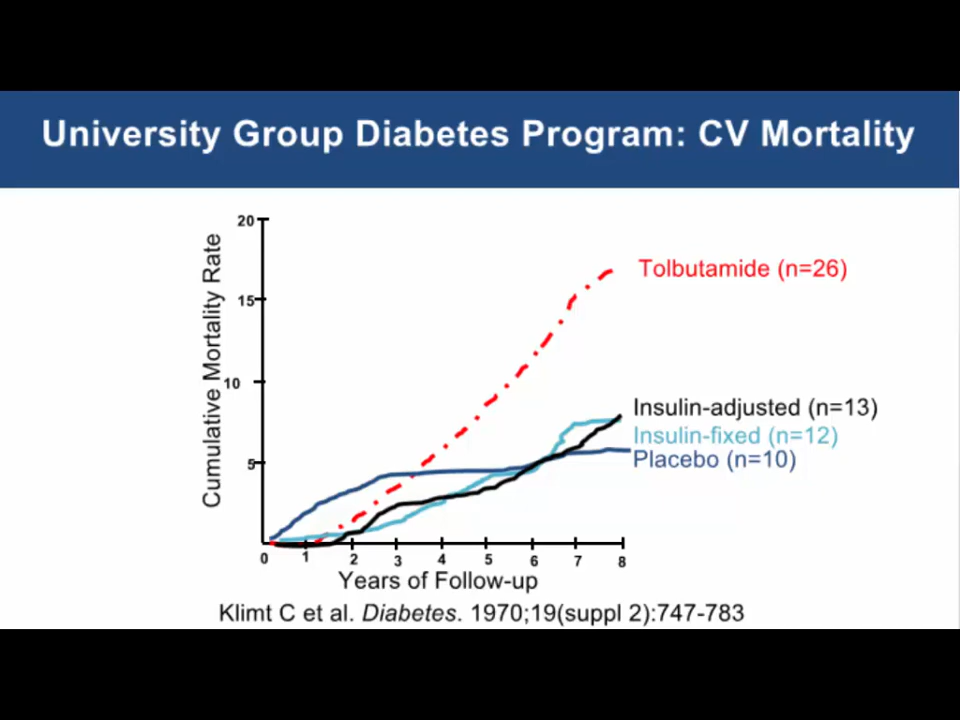 University Group Diabetes Program: CV Mortality
Cumulative Mortality Rate
20
15
10
5
Tolbutamide (n=26)
Insulin-adjusted (n=13)
Insulin-fixed (n=12)
Placebo (n=10)
0 1 2 3 4 5 6 7 8
Years of Follow-up
Klimt C et al. Diabetes. 1970;19(suppl 2):747-783